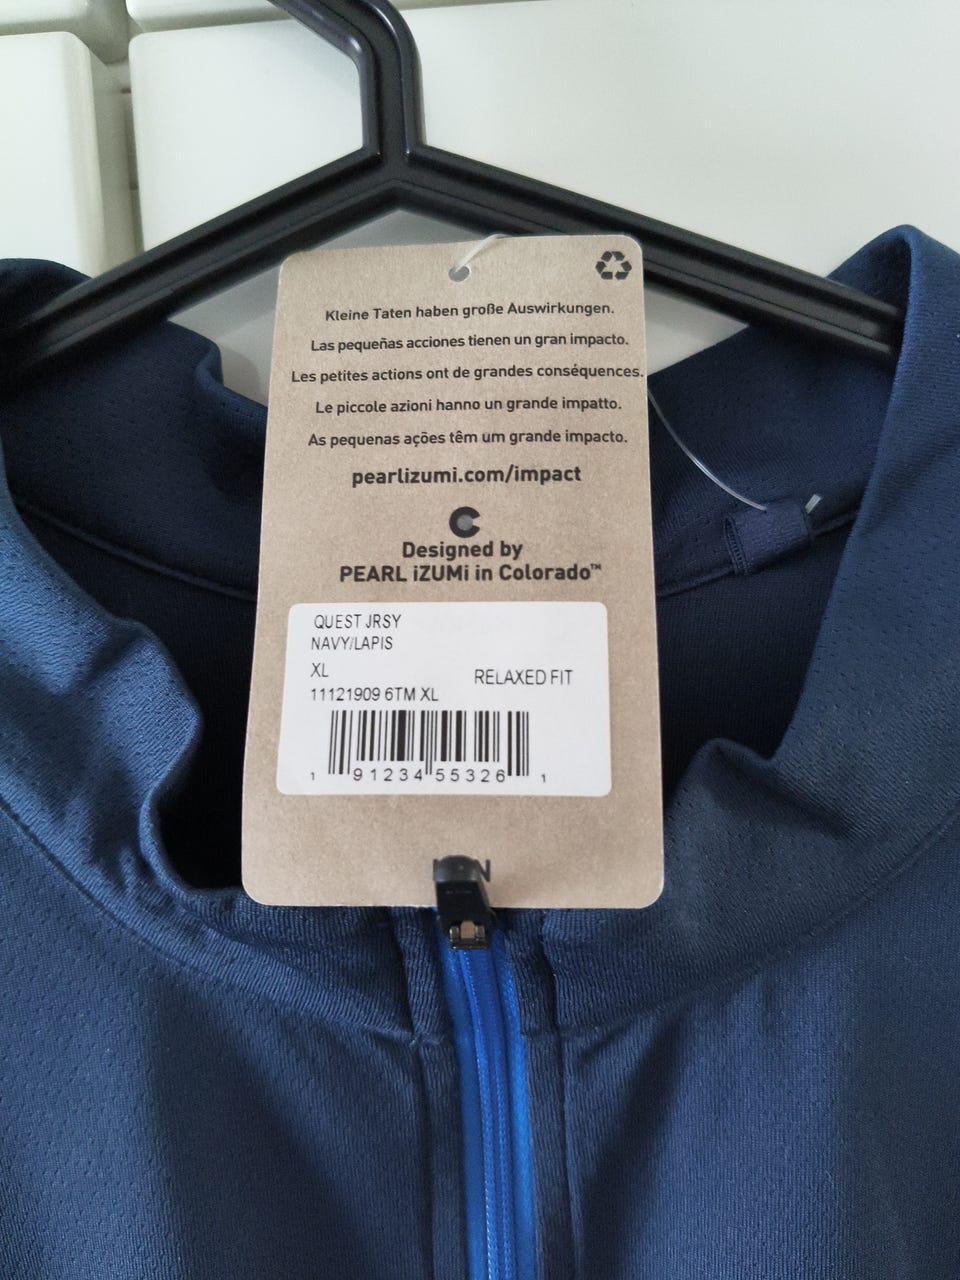 Kleine Taten haben große Auswirkungen.
Las pequeñas acciones tienen un gran impacto.
Les petites actions ont de grandes conséquences.
Le piccole azioni hanno un grande impatto.
As pequenas ações têm um grande impacto.
pearlizumi.com/impact
Designed by
PEARL iZUMi in Colorado™
QUEST JRSY
NAVY/LAPIS
XL
RELAXED FIT
11121909 6TM XL
1 91234 55326 1